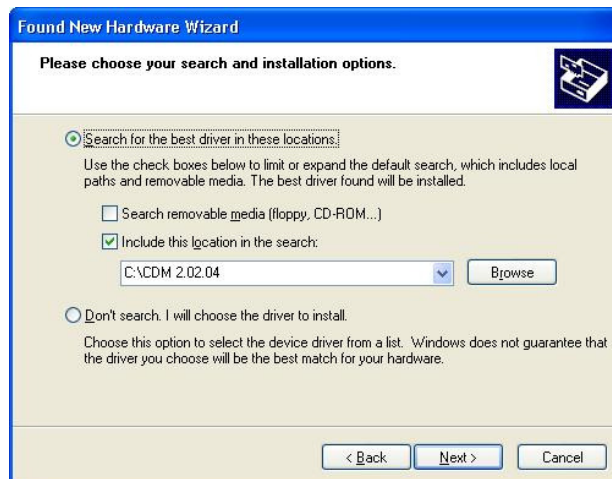 Found New Hardware Wizard
Please choose your search and installation options.
Search for the best driver in these locations.
Use the check boxes below to limit or expand the default search, which includes local
paths and removable media. The best driver found will be installed.
Search removable media (floppy, CD-ROM...)
Include this location in the search:
C:\CDM 2.02.04
Browse
Don't search. I will choose the driver to install.
Choose this option to select the device driver from a list. Windows does not guarantee that
the driver you choose will be the best match for your hardware.
< Back
Next >
Cancel